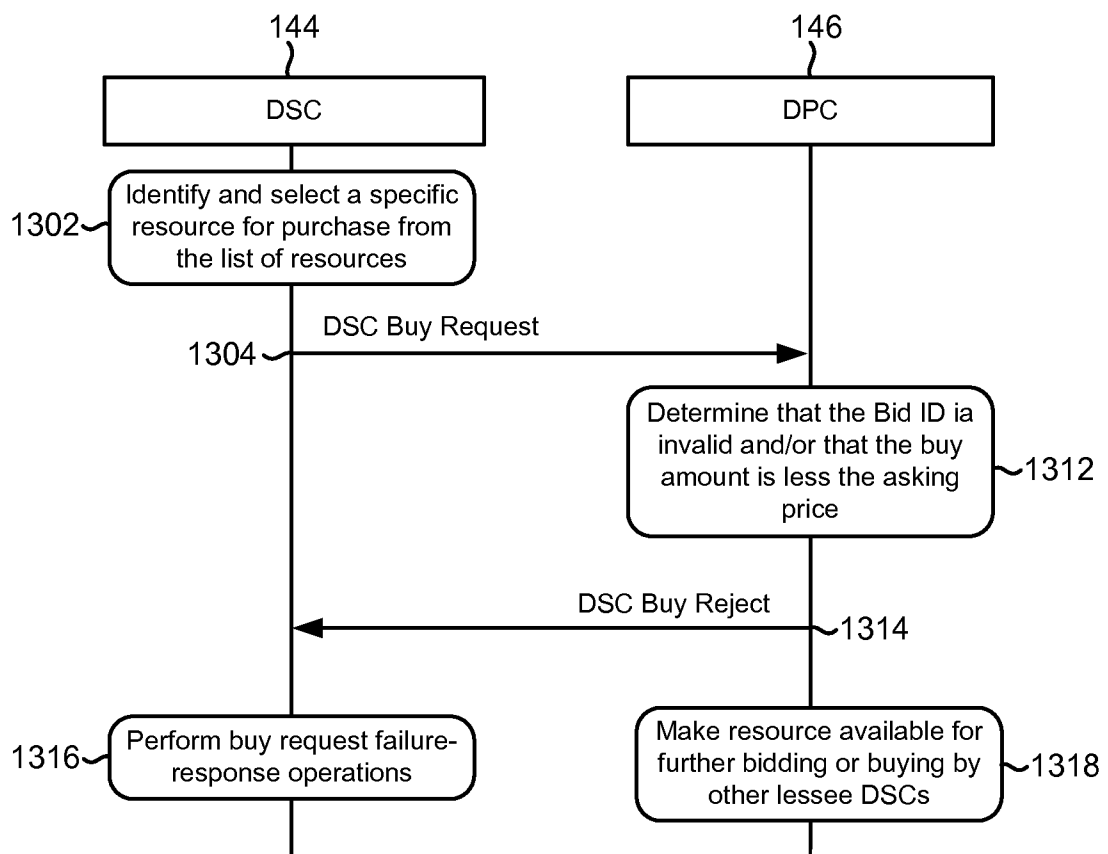 144
146
DSC
DPC
1302
Identify and select a specific
resource for purchase from
the list of resources
DSC Buy Request
1304
Determine that the Bid ID ia
invalid and/or that the buy
amount is less the asking
price
1312
DSC Buy Reject
1314
1316
Perform buy request failure-
response operations
Make resource available for
further bidding or buying by
other lessee DSCs
1318